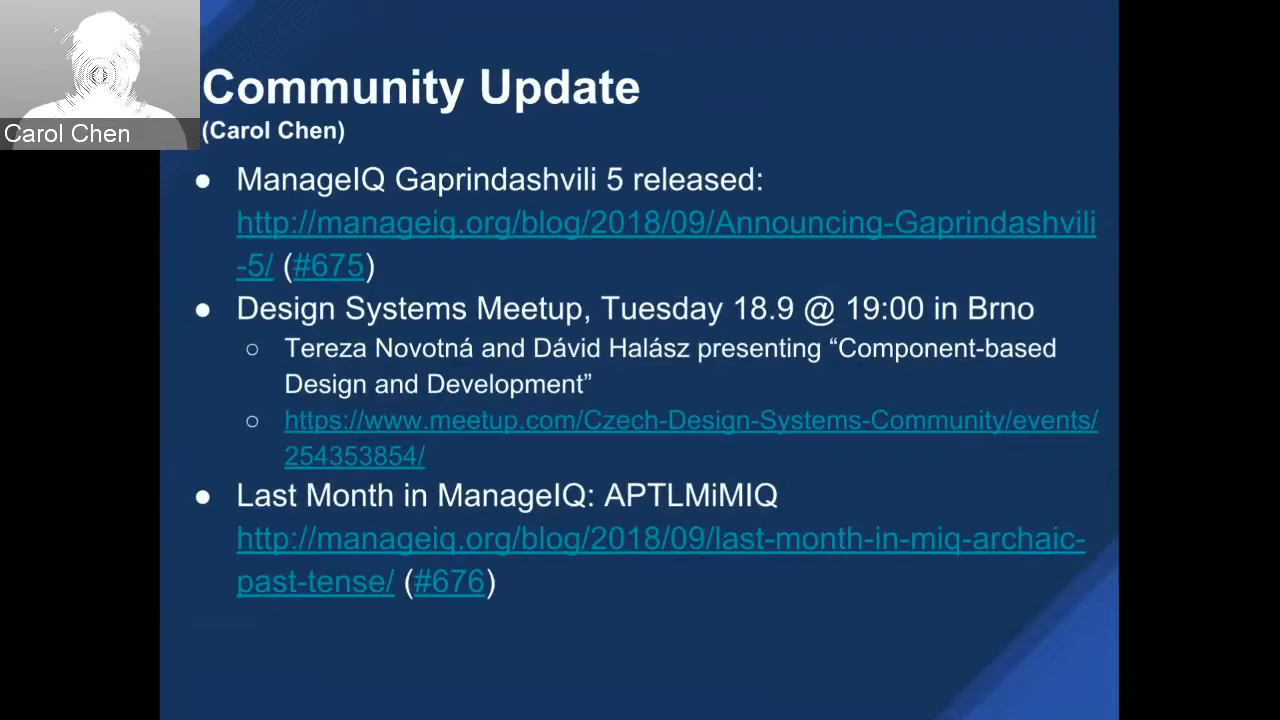 Carol Chen
Community Update
(Carol Chen)
● ManageIQ Gaprindashvili 5 released:
http://manageiq.org/blog/2018/09/Announcing-Gaprindashvili
-5/ (#675)
● Design Systems Meetup, Tuesday 18.9 @ 19:00 in Brno
○ Tereza Novotná and Dávid Halász presenting “Component-based
Design and Development”
○ https://www.meetup.com/Czech-Design-Systems-Community/events/
254353854/
● Last Month in ManageIQ: APTLMiMIQ
http://manageiq.org/blog/2018/09/last-month-in-miq-archaic-
past-tense/ (#676)